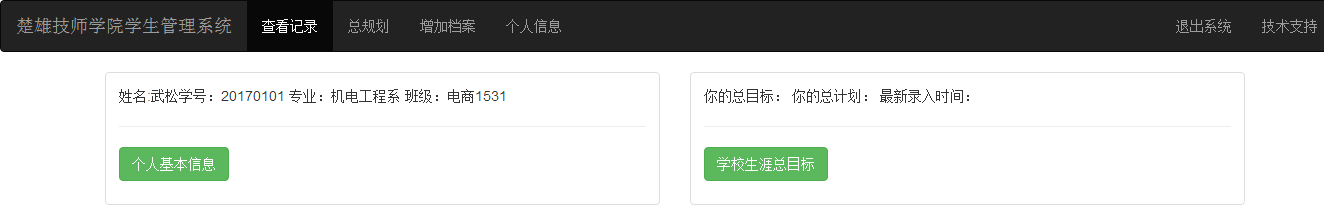 楚雄技师学院学生管理系统 查看记录 总规划 增加档案 个人信息 退出系统 技术支持
姓名:武松学号：20170101 专业：机电工程系 班级：电商1531
个人基本信息
你的总目标： 你的总计划： 最新录入时间：
学校生涯总目标